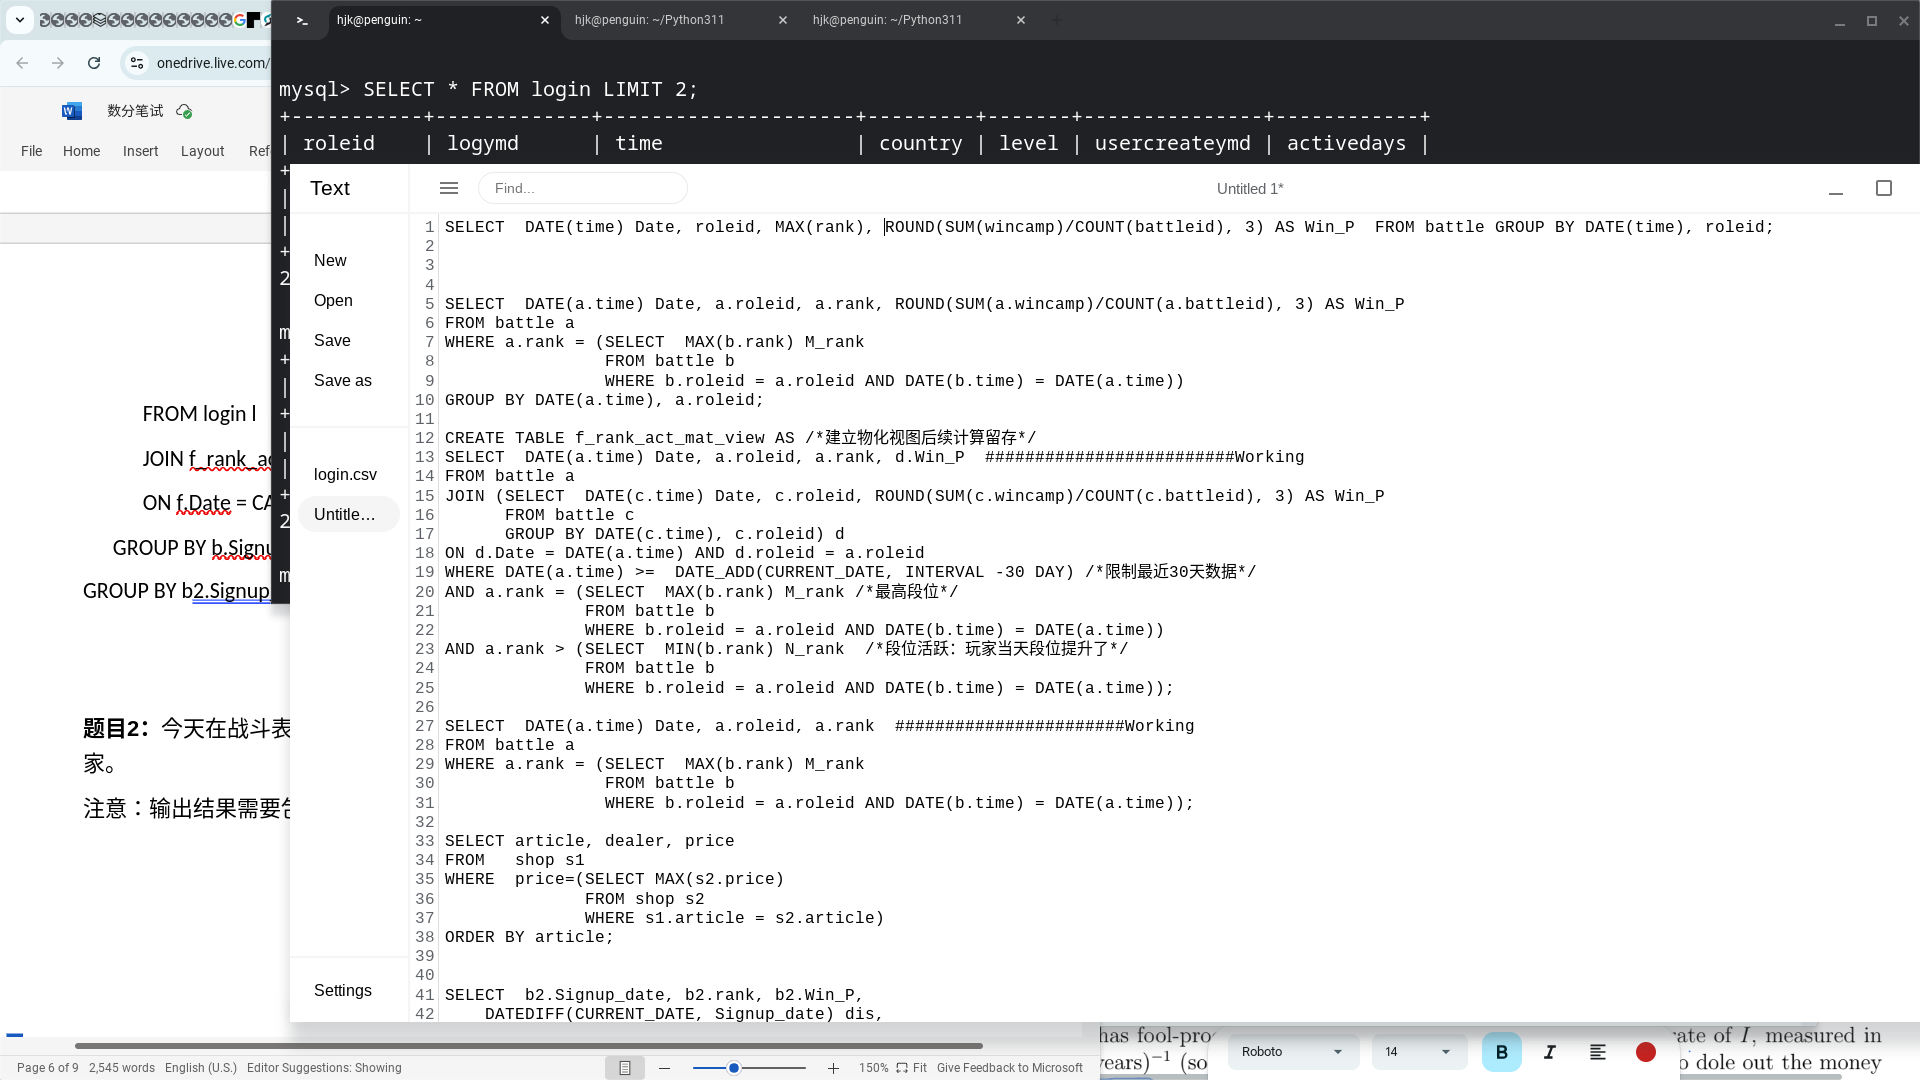 hjk@penguin: ~
hjk@penguin: ~/Python311
hjk@penguin: ~/Python311
onedrive.live.com/
数分笔试
File Home Insert Layout Ref
mysql> SELECT * FROM login LIMIT 2;
+-----------+-------------+---------------------+---------+-------+---------------+------------+
| roleid    | logymd      | time                | country | level | usercreateymd | activedays |
Text
Find...
Untitled 1*
New
Open
Save
Save as
login.csv
Untitle…
Settings
1 SELECT  DATE(time) Date, roleid, MAX(rank), ROUND(SUM(wincamp)/COUNT(battleid), 3) AS Win_P  FROM battle GROUP BY DATE(time), roleid;
2
3
4
5 SELECT  DATE(a.time) Date, a.roleid, a.rank, ROUND(SUM(a.wincamp)/COUNT(a.battleid), 3) AS Win_P
6 FROM battle a
7 WHERE a.rank = (SELECT  MAX(b.rank) M_rank
8                 FROM battle b
9                 WHERE b.roleid = a.roleid AND DATE(b.time) = DATE(a.time))
10 GROUP BY DATE(a.time), a.roleid;
11
12 CREATE TABLE f_rank_act_mat_view AS /*建立物化视图后续计算留存*/
13 SELECT  DATE(a.time) Date, a.roleid, a.rank, d.Win_P  #########################Working
14 FROM battle a
15 JOIN (SELECT  DATE(c.time) Date, c.roleid, ROUND(SUM(c.wincamp)/COUNT(c.battleid), 3) AS Win_P
16       FROM battle c
17       GROUP BY DATE(c.time), c.roleid) d
18 ON d.Date = DATE(a.time) AND d.roleid = a.roleid
19 WHERE DATE(a.time) >=  DATE_ADD(CURRENT_DATE, INTERVAL -30 DAY) /*限制最近30天数据*/
20 AND a.rank = (SELECT  MAX(b.rank) M_rank /*最高段位*/
21               FROM battle b
22               WHERE b.roleid = a.roleid AND DATE(b.time) = DATE(a.time))
23 AND a.rank > (SELECT  MIN(b.rank) N_rank  /*段位活跃：玩家当天段位提升了*/
24               FROM battle b
25               WHERE b.roleid = a.roleid AND DATE(b.time) = DATE(a.time));
26
27 SELECT  DATE(a.time) Date, a.roleid, a.rank  #######################Working
28 FROM battle a
29 WHERE a.rank = (SELECT  MAX(b.rank) M_rank
30                 FROM battle b
31                 WHERE b.roleid = a.roleid AND DATE(b.time) = DATE(a.time));
32
33 SELECT article, dealer, price
34 FROM   shop s1
35 WHERE  price=(SELECT MAX(s2.price)
36               FROM shop s2
37               WHERE s1.article = s2.article)
38 ORDER BY article;
39
40
41 SELECT  b2.Signup_date, b2.rank, b2.Win_P,
42     DATEDIFF(CURRENT_DATE, Signup_date) dis,
FROM login l
JOIN f_rank_ac
ON f.Date = CA
GROUP BY b.Signu
GROUP BY b2.Signup_
题目2：今天在战斗表
家。
注意：输出结果需要
Page 6 of 9 2,545 words English (U.S.) Editor Suggestions: Showing 150% Fit Give Feedback to Microsoft
has fool-pro
years)⁻¹ (so
Roboto 14 B I
rate of I, measured in
o dole out the money